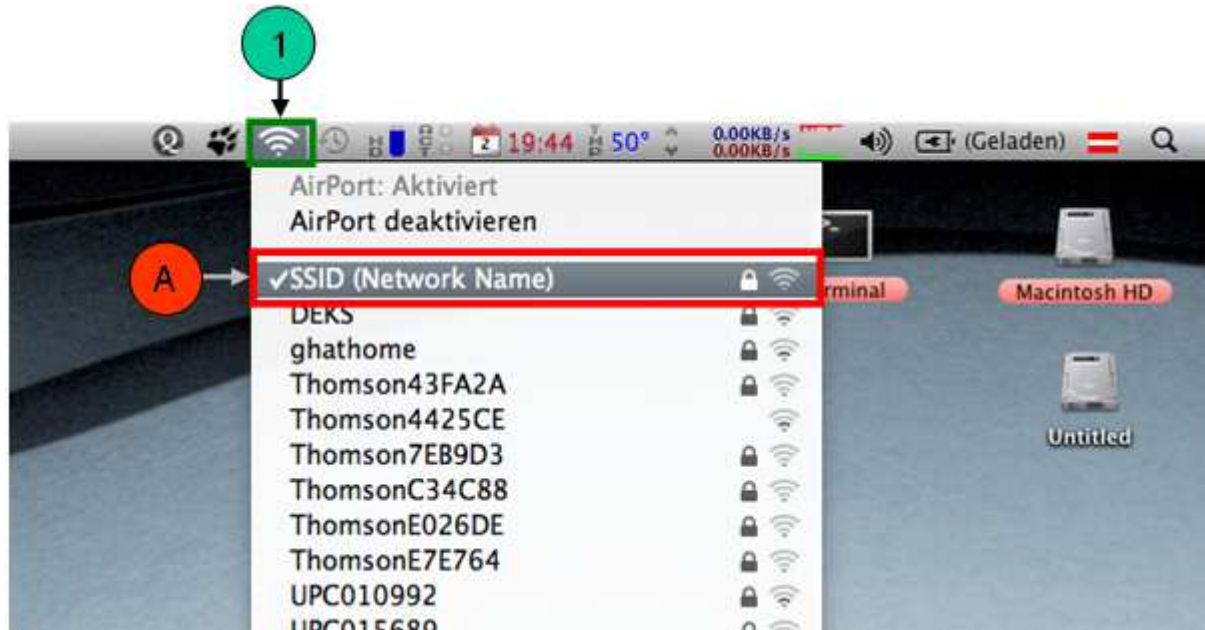 1
19:44 50° 0.00KB/s
0.00KB/s
(Geladen)
AirPort: Aktiviert
AirPort deaktivieren
A
✓SSID (Network Name)
DEKS
ghathome
Thomson43FA2A
Thomson4425CE
Thomson7EB9D3
ThomsonC34C88
ThomsonE026DE
ThomsonE7E764
UPC010992
UPC015689
rminal
Macintosh HD
Untitled